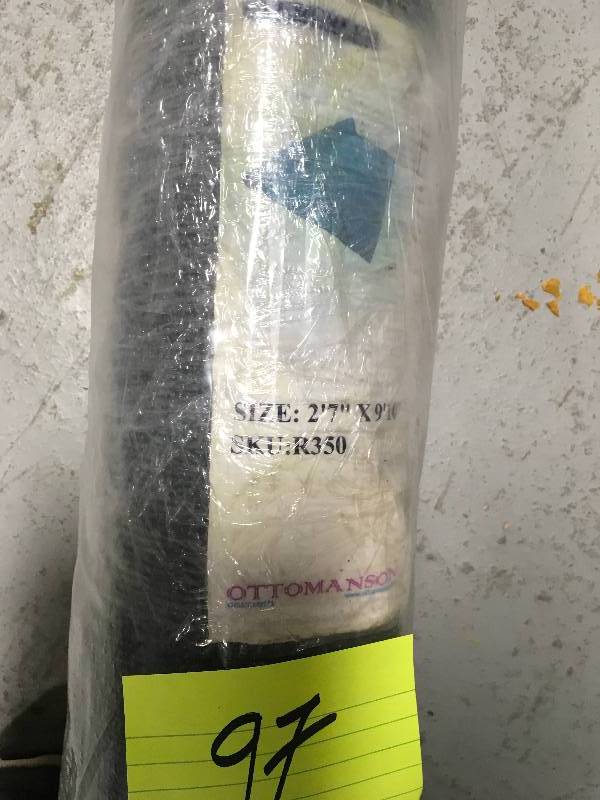 SIZE: 2'7" X 9'10
SKU:R350
OTTOMANSON
97